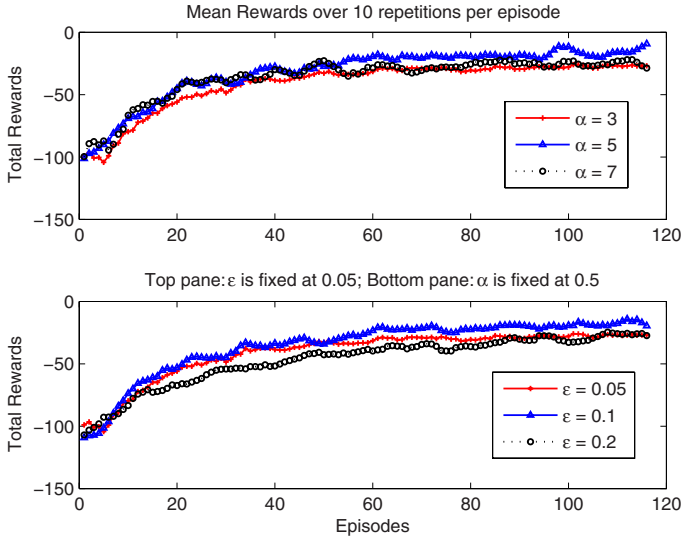 Mean Rewards over 10 repetitions per episode
Total Rewards
0
−50
−100
−150
0
20
40
60
80
100
120
α = 3
α = 5
α = 7
Top pane: ε is fixed at 0.05; Bottom pane: α is fixed at 0.5
Total Rewards
0
−50
−100
−150
0
20
40
60
80
100
120
ε = 0.05
ε = 0.1
ε = 0.2
Episodes